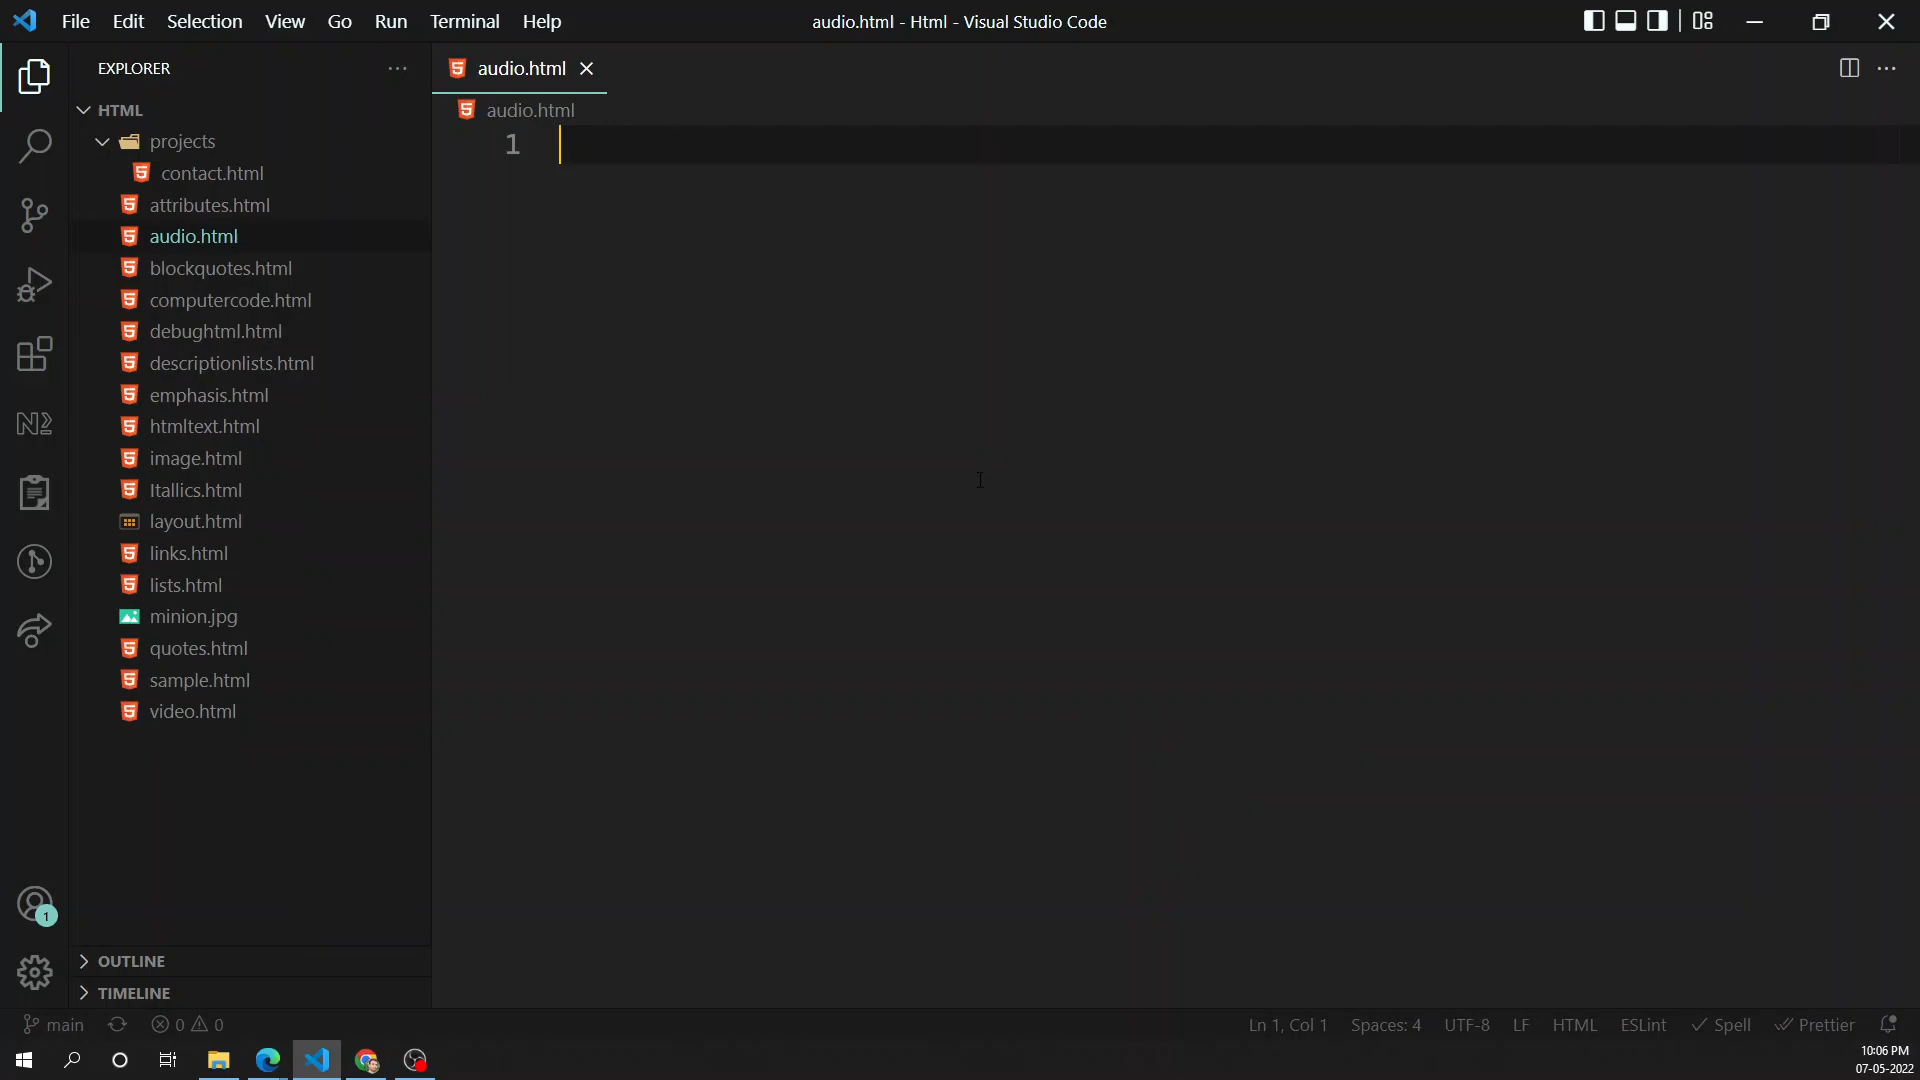 File Edit Selection View Go Run Terminal Help
audio.html - Html - Visual Studio Code
EXPLORER
audio.html
HTML
audio.html
projects
1
contact.html
attributes.html
audio.html
blockquotes.html
computercode.html
debughtml.html
descriptionlists.html
emphasis.html
htmltext.html
image.html
Itallics.html
layout.html
links.html
lists.html
minion.jpg
quotes.html
sample.html
video.html
1
OUTLINE
TIMELINE
main 0 0 Ln 1, Col 1 Spaces: 4 UTF-8 LF HTML ESLint Spell Prettier
10:06 PM
07-05-2022